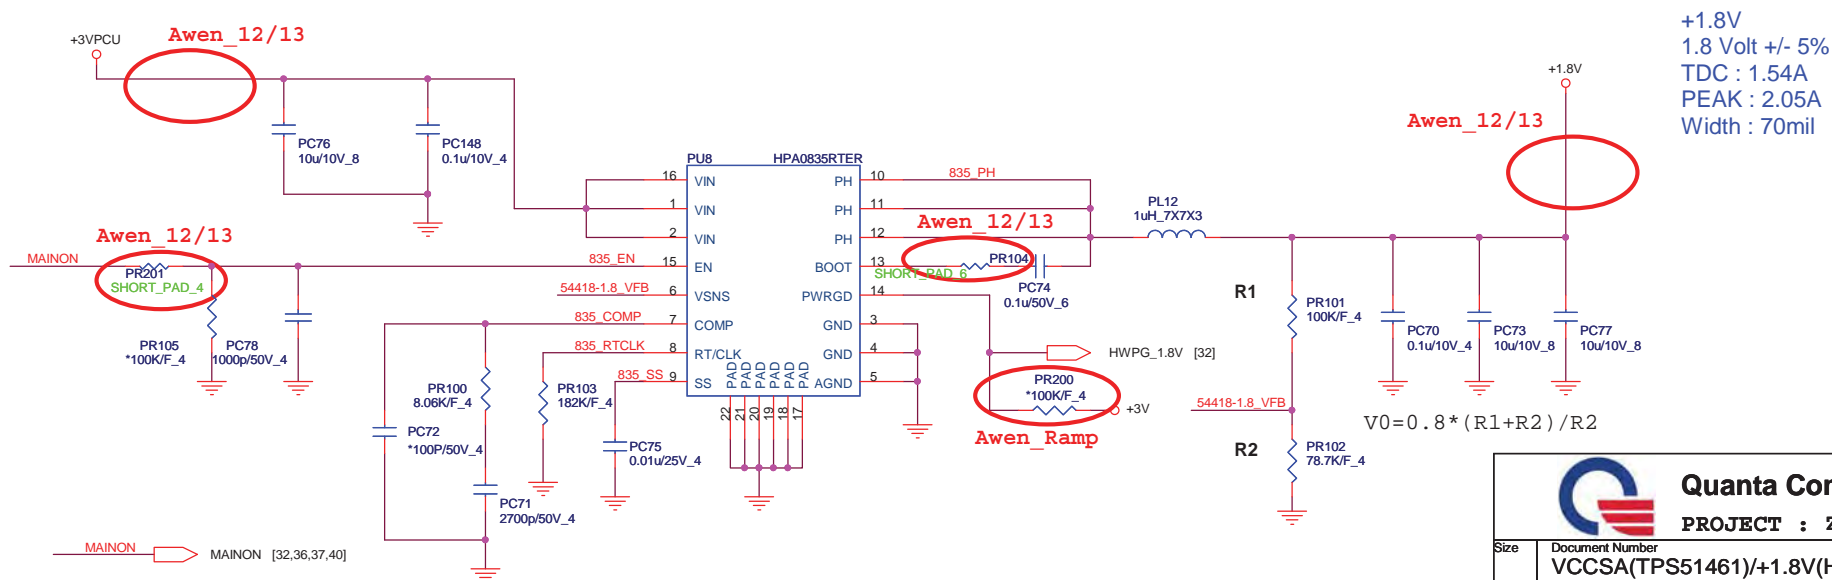 +1.8V
1.8 Volt +/- 5%
TDC : 1.54A
PEAK : 2.05A
Width : 70mil
+3VPCU
Awen_12/13
PC76
10u/10V_8
PC148
0.1u/10V_4
+1.8V
Awen_12/13
PU8
HPA0835RTER
16 VIN
1 VIN
2 VIN
15 EN
6 VSNS
7 COMP
8 RT/CLK
9 SS
PH 10
PH 11
PH 12
BOOT 13
PWRGD 14
GND 3
GND 4
AGND 5
PAD PAD PAD PAD PAD PAD
22 21 20 19 18 17
835_PH
PL12
1uH_7X7X3
Awen_12/13
MAINON
PR201
SHORT_PAD_4
835_EN
54418-1.8_VFB
835_COMP
835_RTCLK
835_SS
PR105
*100K/F_4
PC78
1000p/50V_4
Awen_12/13
SHORT_PAD_6
PR104
PC74
0.1u/50V_6
R1
PR101
100K/F_4
PC70
0.1u/10V_4
PC73
10u/10V_8
PC77
10u/10V_8
HWPG_1.8V [32]
PR200
*100K/F_4
+3V
Awen_Ramp
PR100
8.06K/F_4
PR103
182K/F_4
PC72
*100P/50V_4
PC75
0.01u/25V_4
PC71
2700p/50V_4
54418-1.8_VFB
V0=0.8*(R1+R2)/R2
R2
PR102
78.7K/F_4
MAINON
MAINON [32,36,37,40]
Quanta Con
PROJECT : Z
Size
Document Number
VCCSA(TPS51461)/+1.8V(H